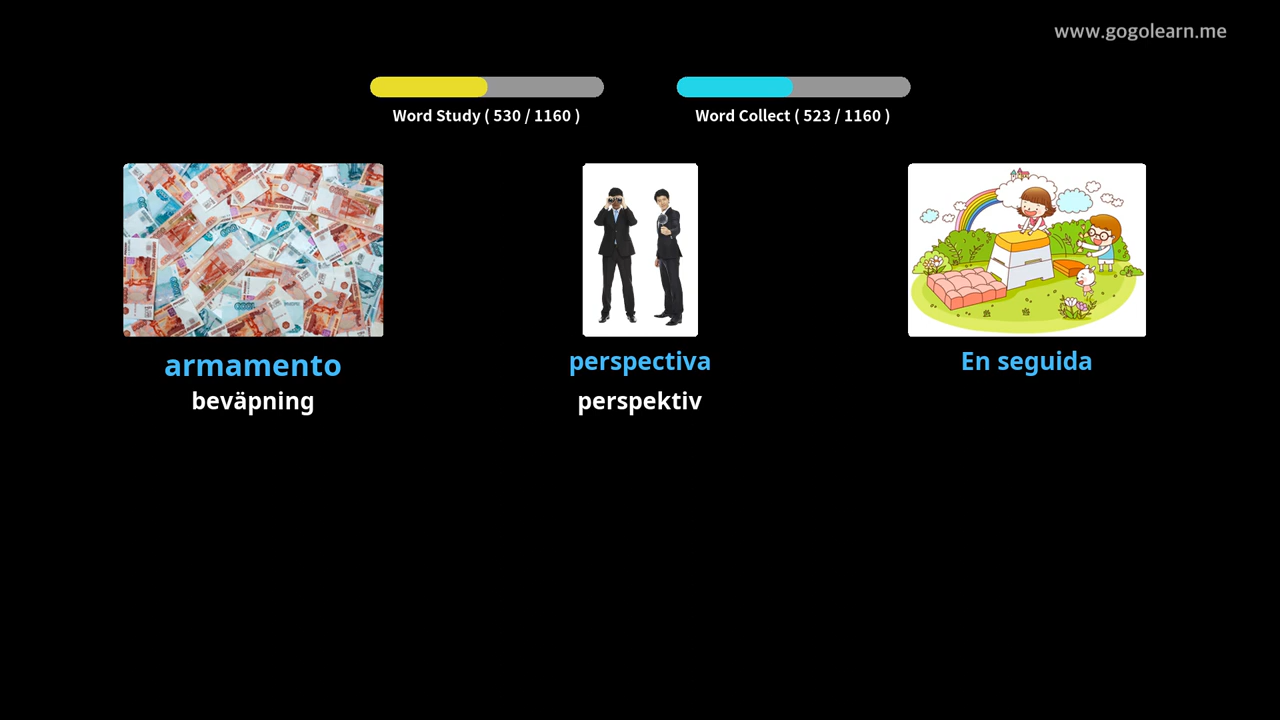 www.gogolearn.me
Word Study ( 530 / 1160 )
Word Collect ( 523 / 1160 )
armamento
beväpning
perspectiva
perspektiv
En seguida